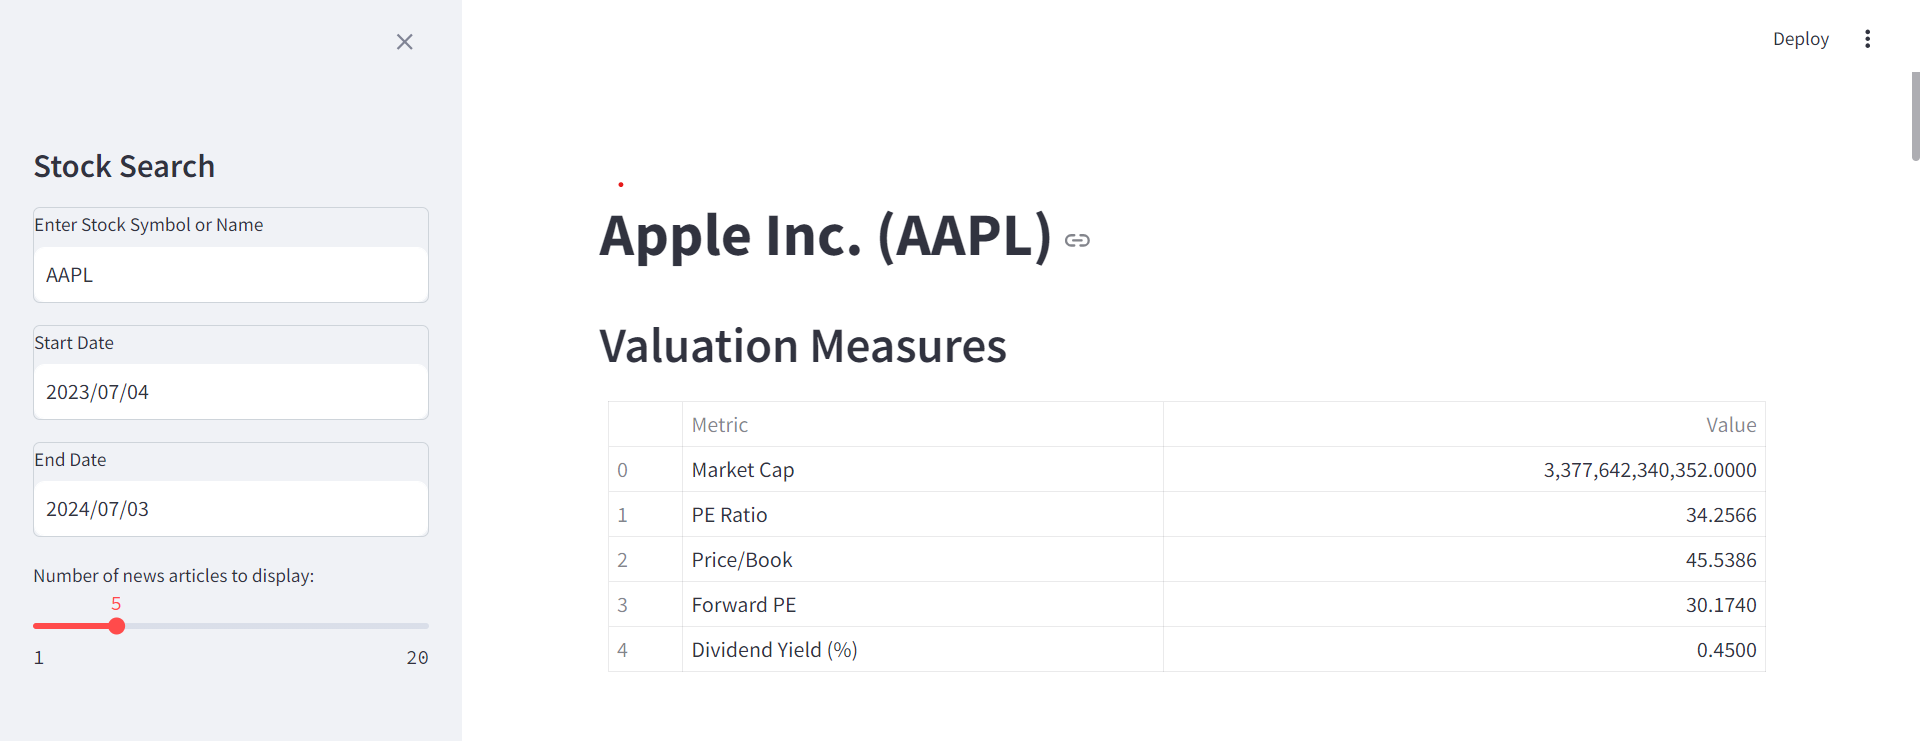 Deploy
Stock Search
Enter Stock Symbol or Name
AAPL
Start Date
2023/07/04
End Date
2024/07/03
Number of news articles to display:
5
1 20
Apple Inc. (AAPL)
Valuation Measures
Metric Value
0 Market Cap 3,377,642,340,352.0000
1 PE Ratio 34.2566
2 Price/Book 45.5386
3 Forward PE 30.1740
4 Dividend Yield (%) 0.4500